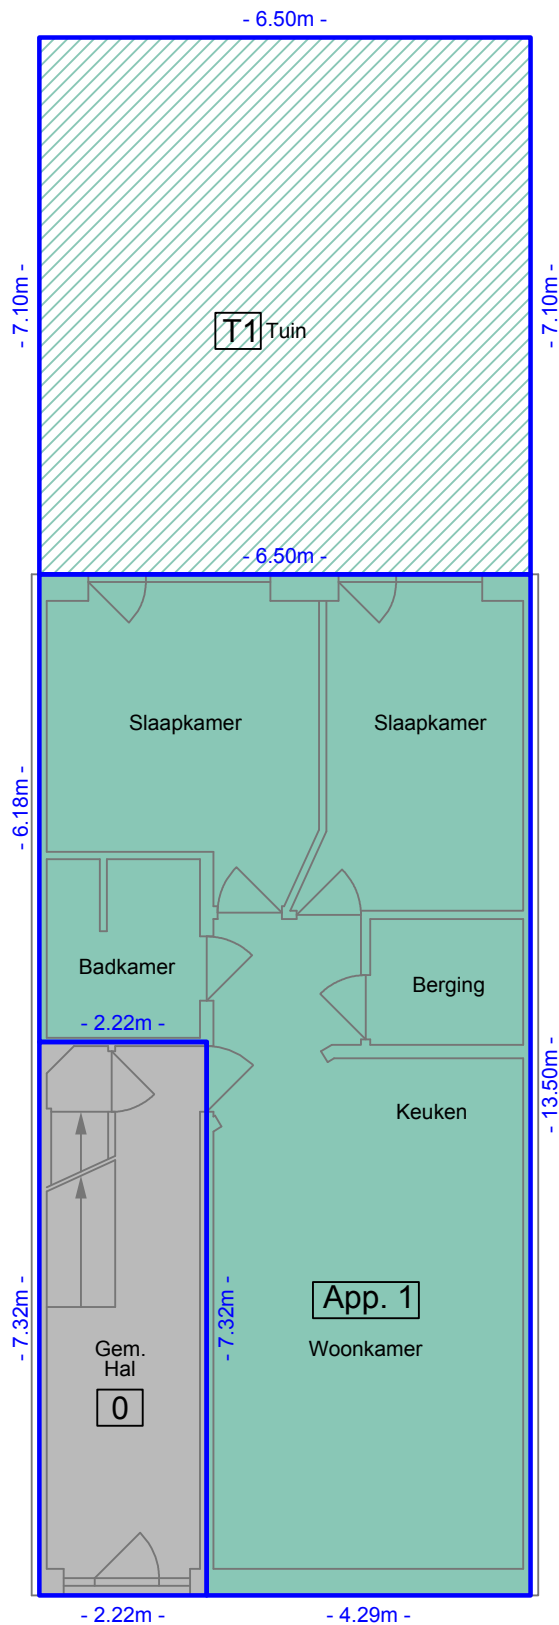 - 6.50m -
- 7.10m -
- 7.10m -
T1 Tuin
- 6.50m -
Slaapkamer
Slaapkamer
- 6.18m -
Badkamer
Berging
- 2.22m -
- 13.50m -
Keuken
App. 1
- 7.32m -
- 7.32m -
Gem.
Hal
Woonkamer
0
- 2.22m -
- 4.29m -